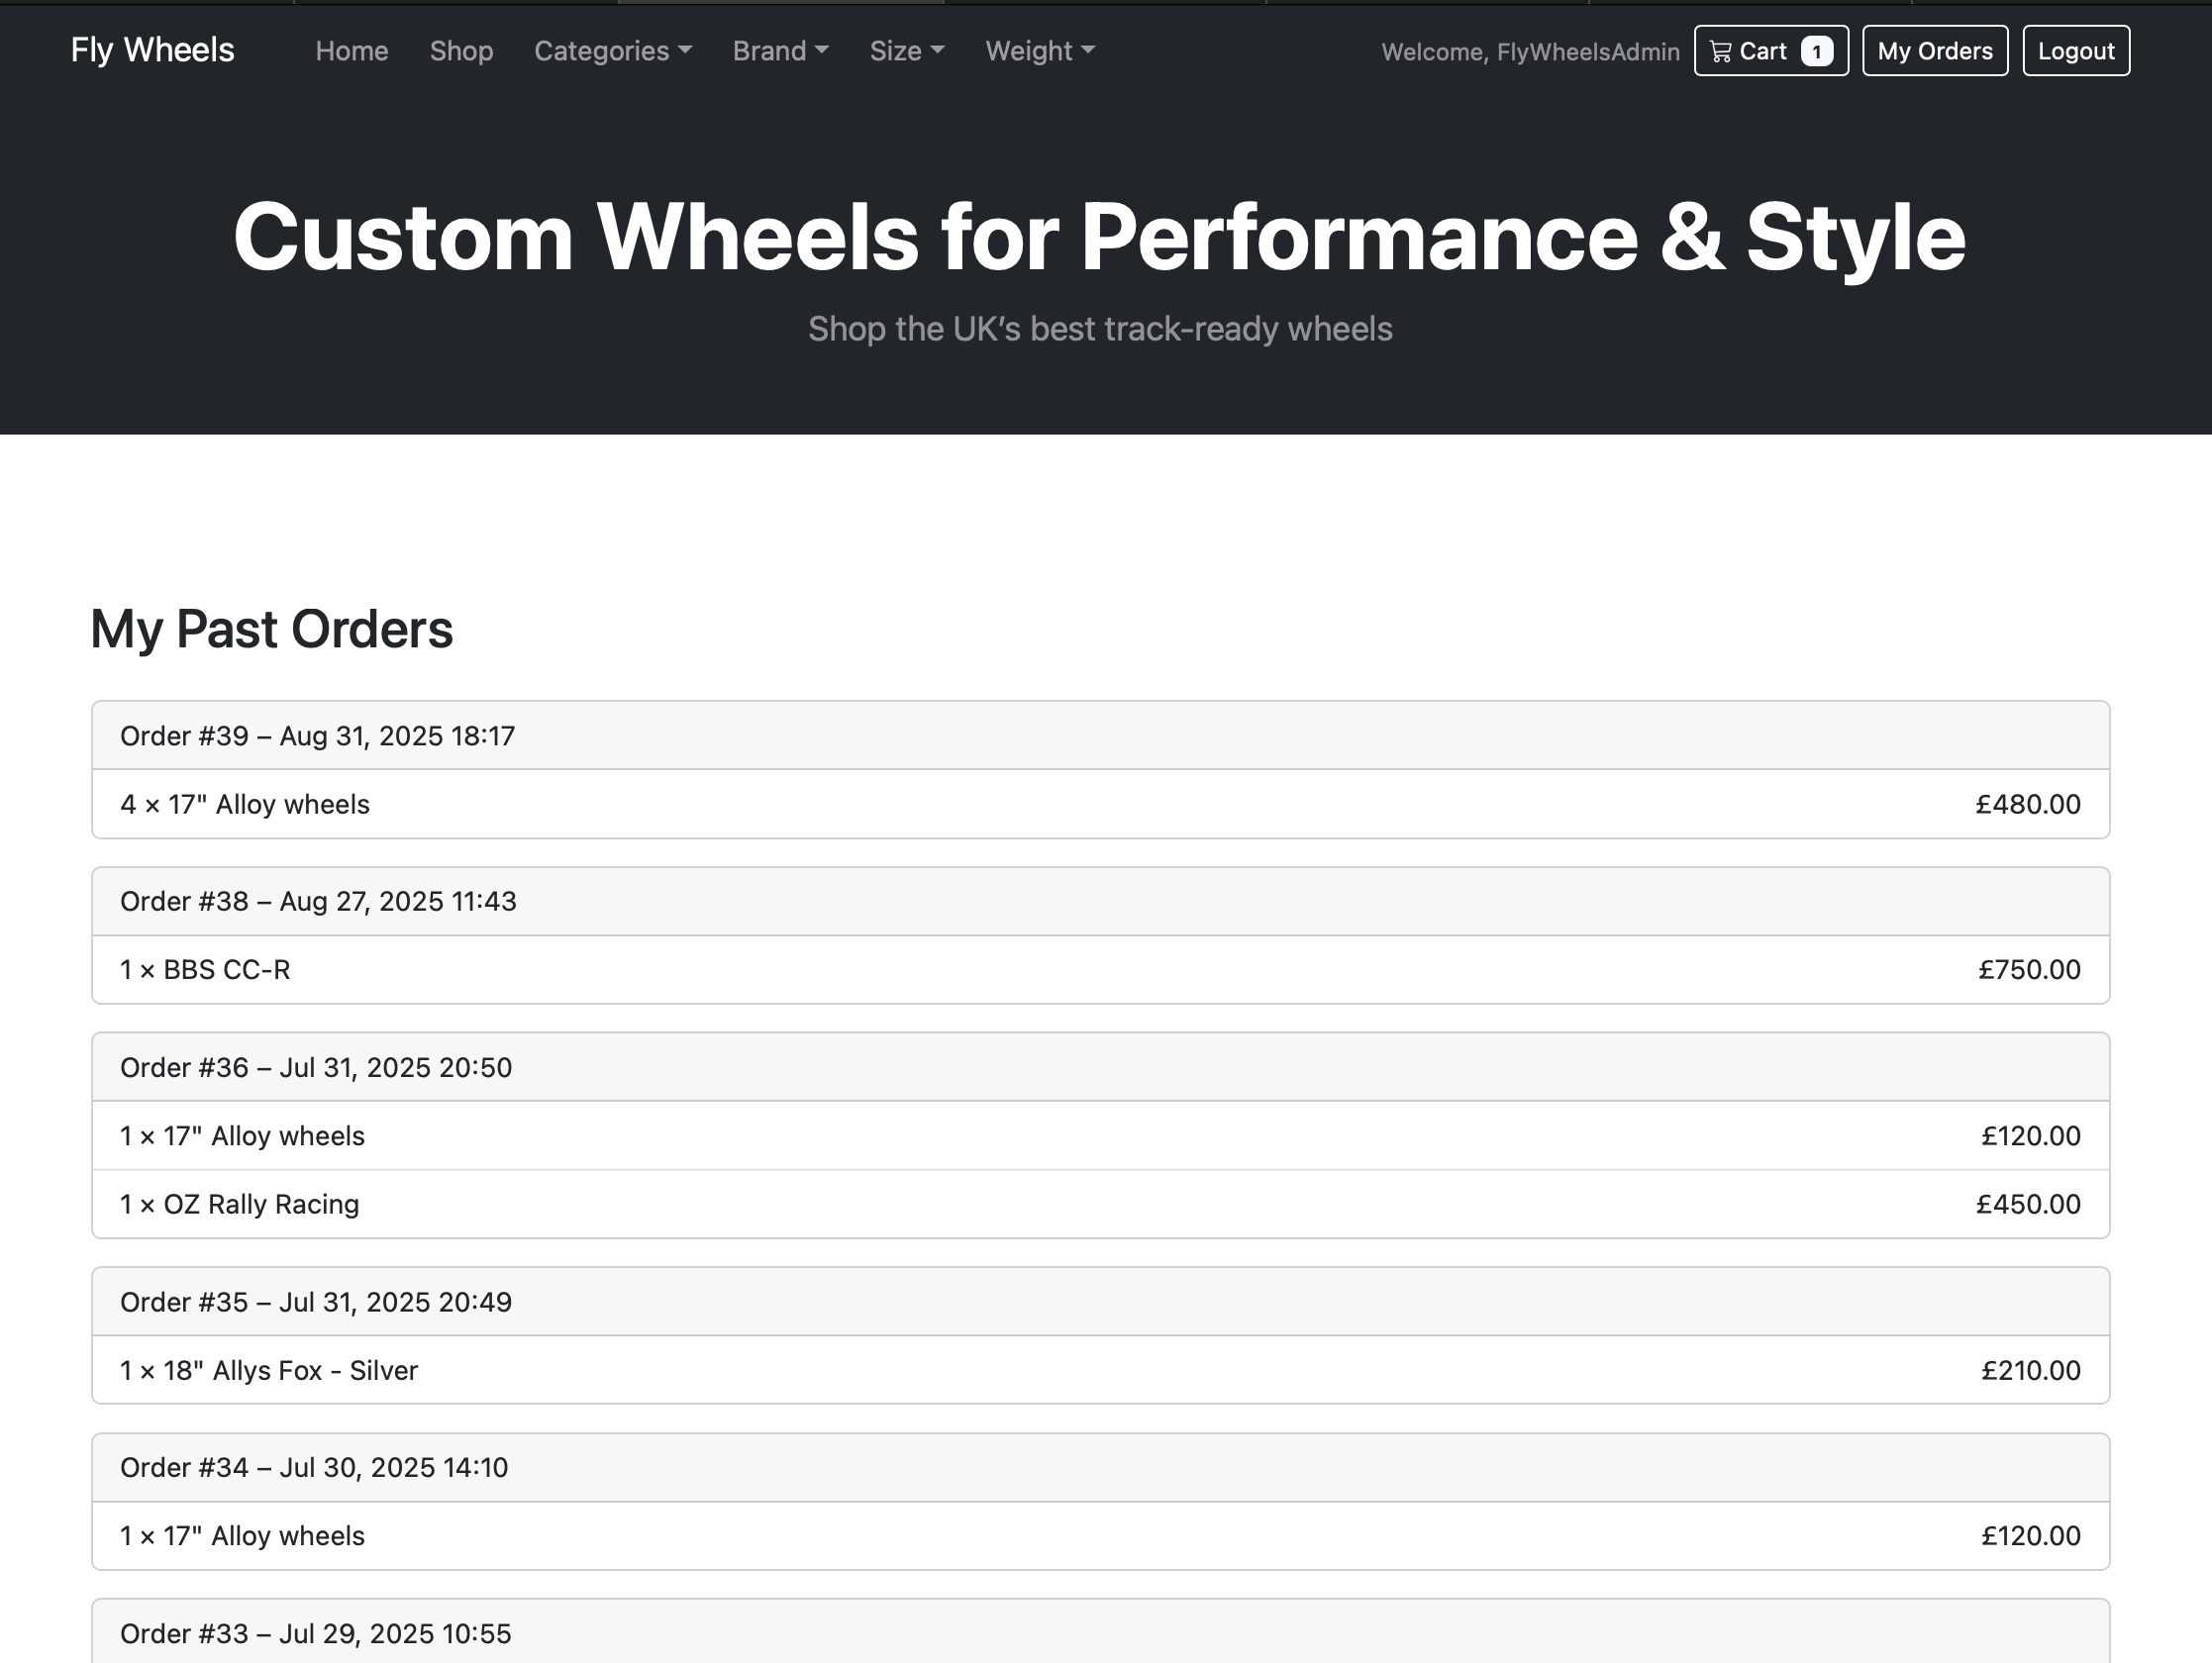 Fly Wheels Home Shop Categories Brand Size Weight Welcome, FlyWheelsAdmin Cart 1 My Orders Logout
Custom Wheels for Performance & Style
Shop the UK’s best track-ready wheels
My Past Orders
Order #39 – Aug 31, 2025 18:17
4 × 17" Alloy wheels £480.00
Order #38 – Aug 27, 2025 11:43
1 × BBS CC-R £750.00
Order #36 – Jul 31, 2025 20:50
1 × 17" Alloy wheels £120.00
1 × OZ Rally Racing £450.00
Order #35 – Jul 31, 2025 20:49
1 × 18" Allys Fox - Silver £210.00
Order #34 – Jul 30, 2025 14:10
1 × 17" Alloy wheels £120.00
Order #33 – Jul 29, 2025 10:55